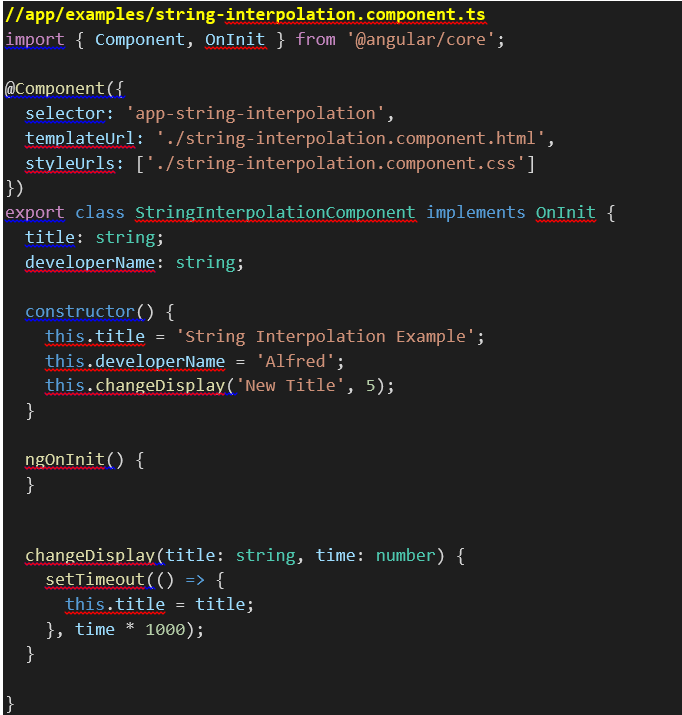 //app/examples/string-interpolation.component.ts
import { Component, OnInit } from '@angular/core';
@Component({
selector: 'app-string-interpolation',
templateUrl: './string-interpolation.component.html',
styleUrls: ['./string-interpolation.component.css']
})
export class StringInterpolationComponent implements OnInit {
title: string;
developerName: string;
constructor() {
this.title = 'String Interpolation Example';
this.developerName = 'Alfred';
this.changeDisplay('New Title', 5);
}
ngOnInit() {
}
changeDisplay(title: string, time: number) {
setTimeout(() => {
this.title = title;
}, time * 1000);
}
}